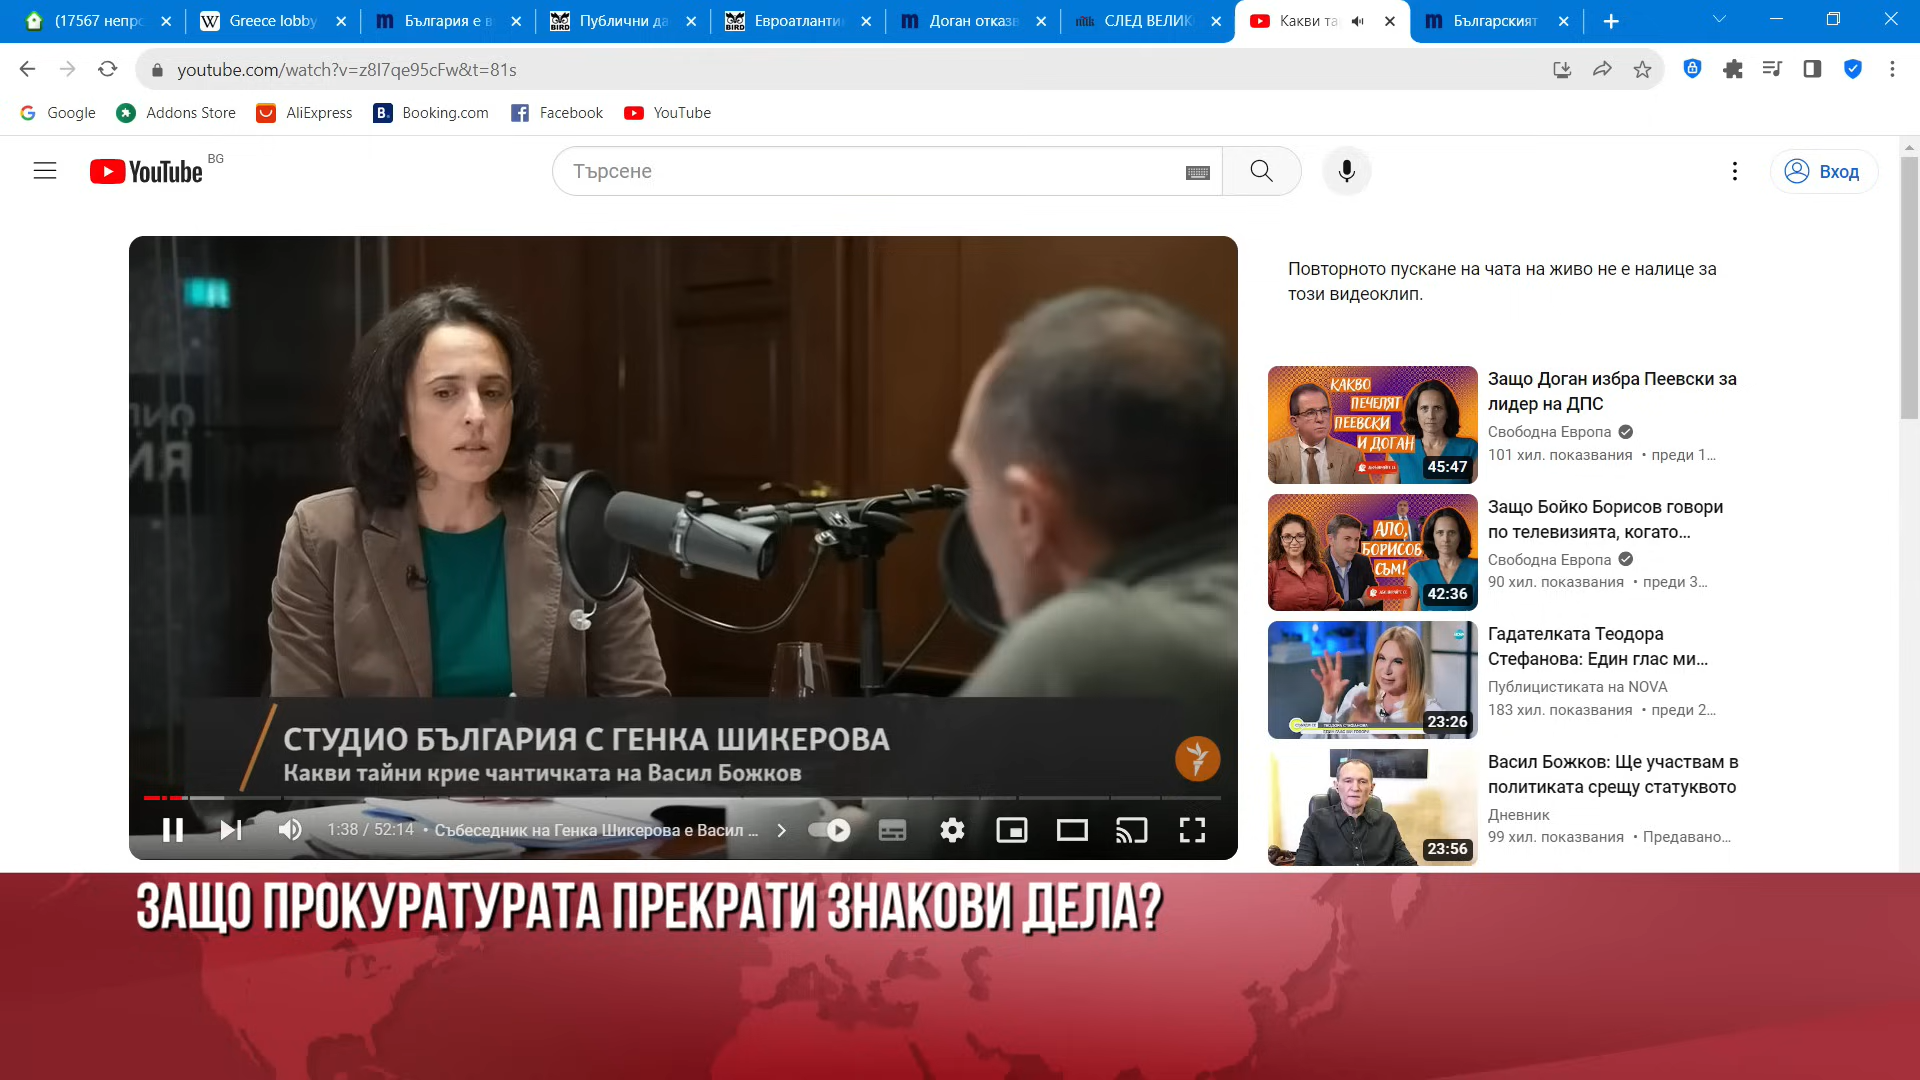 (17567 непро
Greece lobby
България е в
Публични да
Евроатланти
Доган отказв
СЛЕД ВЕЛИК
Какви та
Българският
youtube.com/watch?v=z8I7qe95cFw&t=81s
Google
Addons Store
AliExpress
Booking.com
Facebook
YouTube
YouTube BG
Търсене
Вход
СТУДИО БЪЛГАРИЯ С ГЕНКА ШИКЕРОВА
Какви тайни крие чантичката на Васил Божков
1:38 / 52:14 • Събеседник на Генка Шикерова е Васил ...
Повторното пускане на чата на живо не е налице за
този видеоклип.
КАКВО
ПЕЧЕЛЯТ
ПЕЕВСКИ
И ДОГАН
45:47
Защо Доган избра Пеевски за
лидер на ДПС
Свободна Европа
101 хил. показвания • преди 1...
АЛО,
БОРИСОВ
СЪМ!
42:36
Защо Бойко Борисов говори
по телевизията, когато...
Свободна Европа
90 хил. показвания • преди 3...
23:26
Гадателката Теодора
Стефанова: Един глас ми...
Публицистиката на NOVA
183 хил. показвания • преди 2...
23:56
Васил Божков: Ще участвам в
политиката срещу статуквото
Дневник
99 хил. показвания • Предавано...
ЗАЩО ПРОКУРАТУРАТА ПРЕКРАТИ ЗНАКОВИ ДЕЛА?